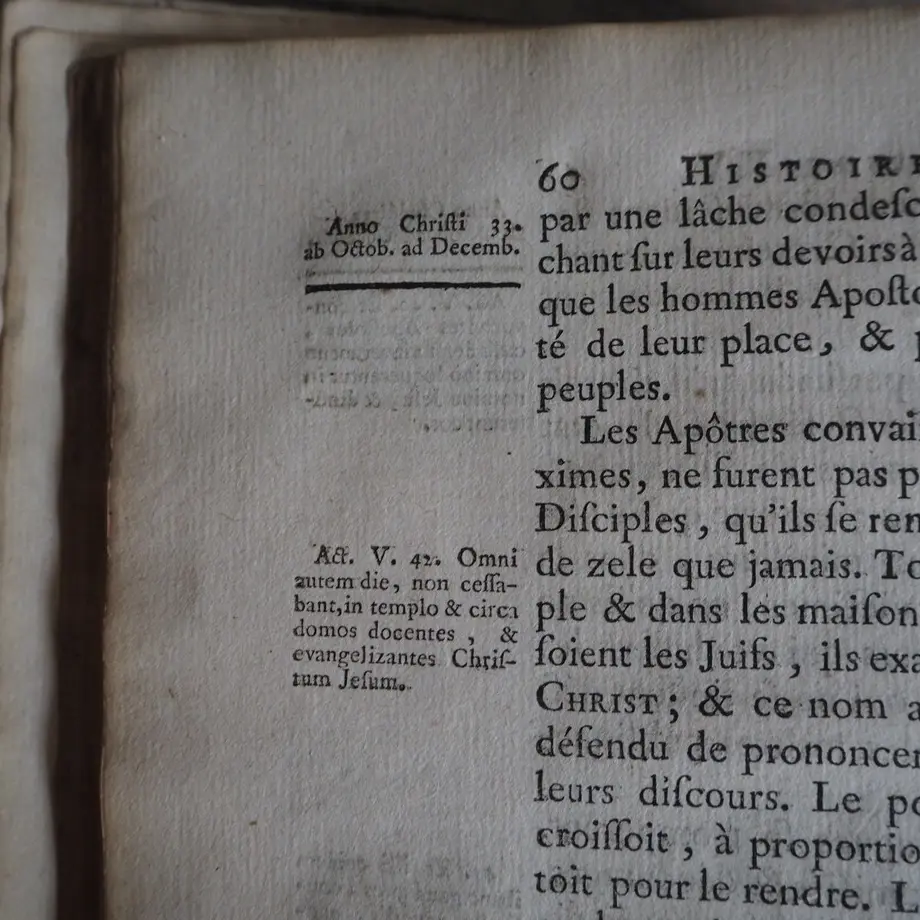 60 HISTOIRE
Anno Chriſti 33.
ab Octob. ad Decemb.
par une lâche condeſc
chant ſur leurs devoirs à
que les hommes Apoſto
té de leur place, & p
peuples.
Les Apôtres convai
ximes, ne furent pas p
Diſciples, qu'ils ſe ren
de zele que jamais. To
ple & dans les maiſon
ſoient les Juifs, ils exa
CHRIST; & ce nom a
défendu de prononcer
leurs diſcours. Le po
croiſſoit, à proportio
toit pour le rendre. L
Act. V. 42. Omni
autem die, non ceſſa-
bant, in templo & circa
domos docentes, &
evangelizantes Chriſ-
tum Jeſum.